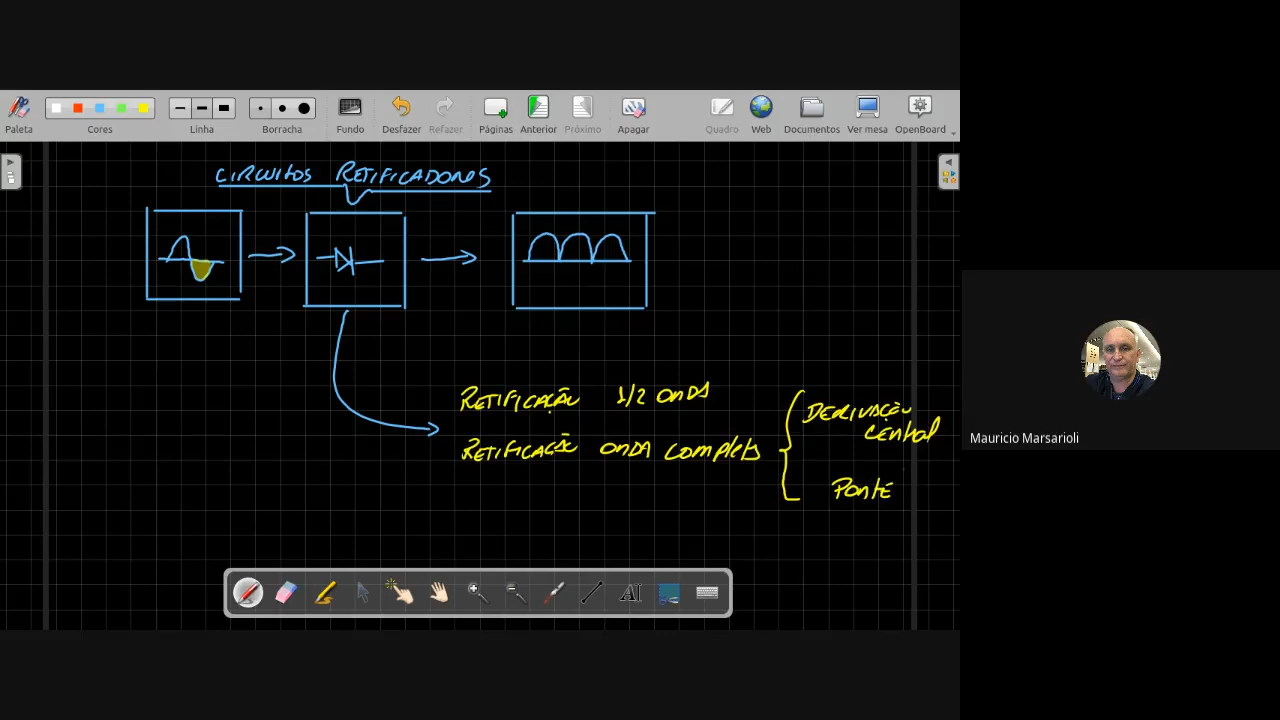 Paleta Cores Linha Borracha Fundo Desfazer Refazer Páginas Anterior Próximo Apagar Quadro Web Documentos Ver mesa OpenBoard
CIRCUITOS RETIFICADORES
RETIFICAÇÃO 1/2 ONDA
RETIFICAÇÃO ONDA COMPLETA
DERIVAÇÃO
CENTRAL
PONTE
Mauricio Marsarioli
AI